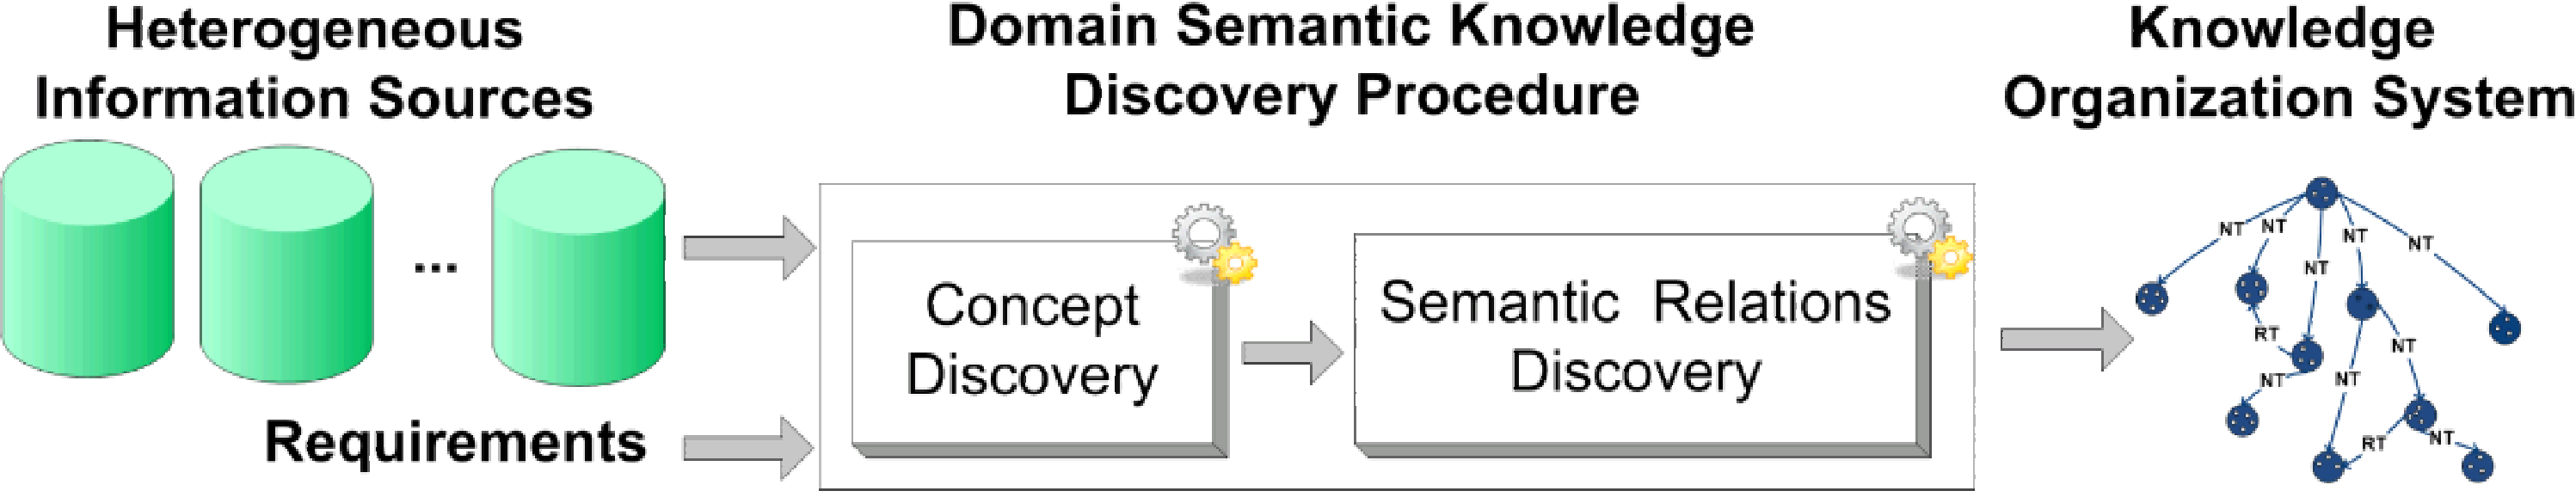 Heterogeneous
Information Sources
...
Requirements
Domain Semantic Knowledge
Discovery Procedure
Concept
Discovery
Semantic Relations
Discovery
Knowledge
Organization System
NT
NT
NT
NT
NT
RT
NT
NT
NT
RT
NT